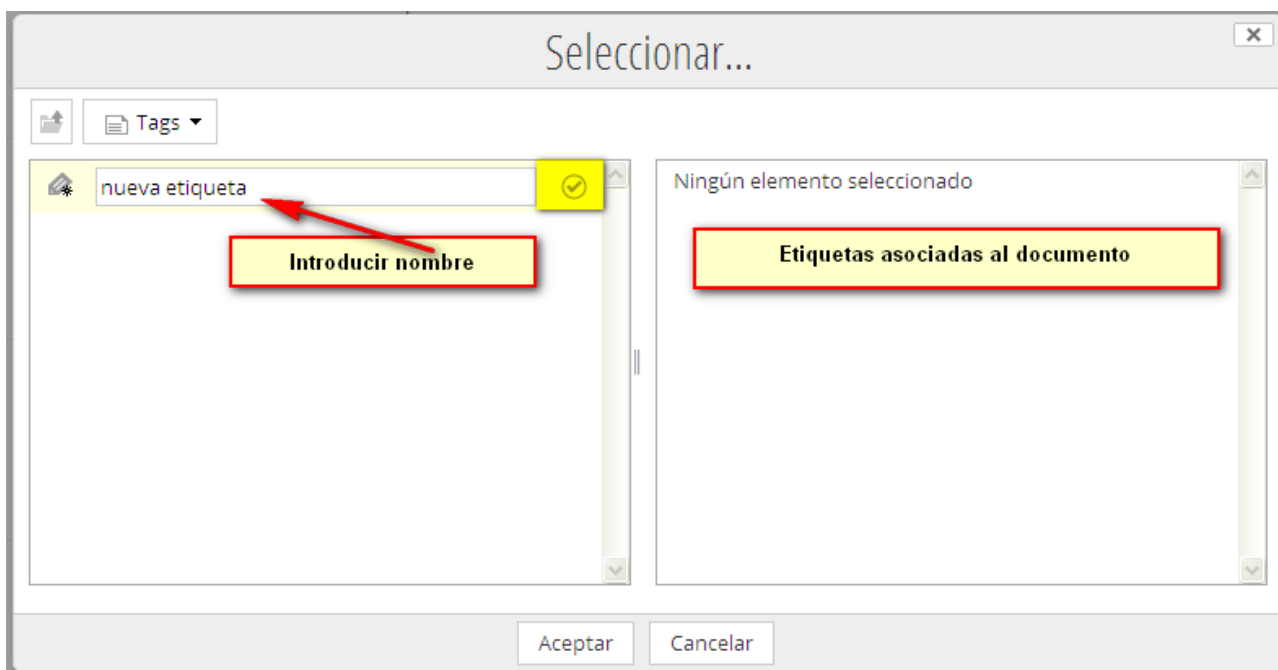 Seleccionar...
Tags
nueva etiqueta
Ningún elemento seleccionado
Introducir nombre
Etiquetas asociadas al documento
Aceptar
Cancelar